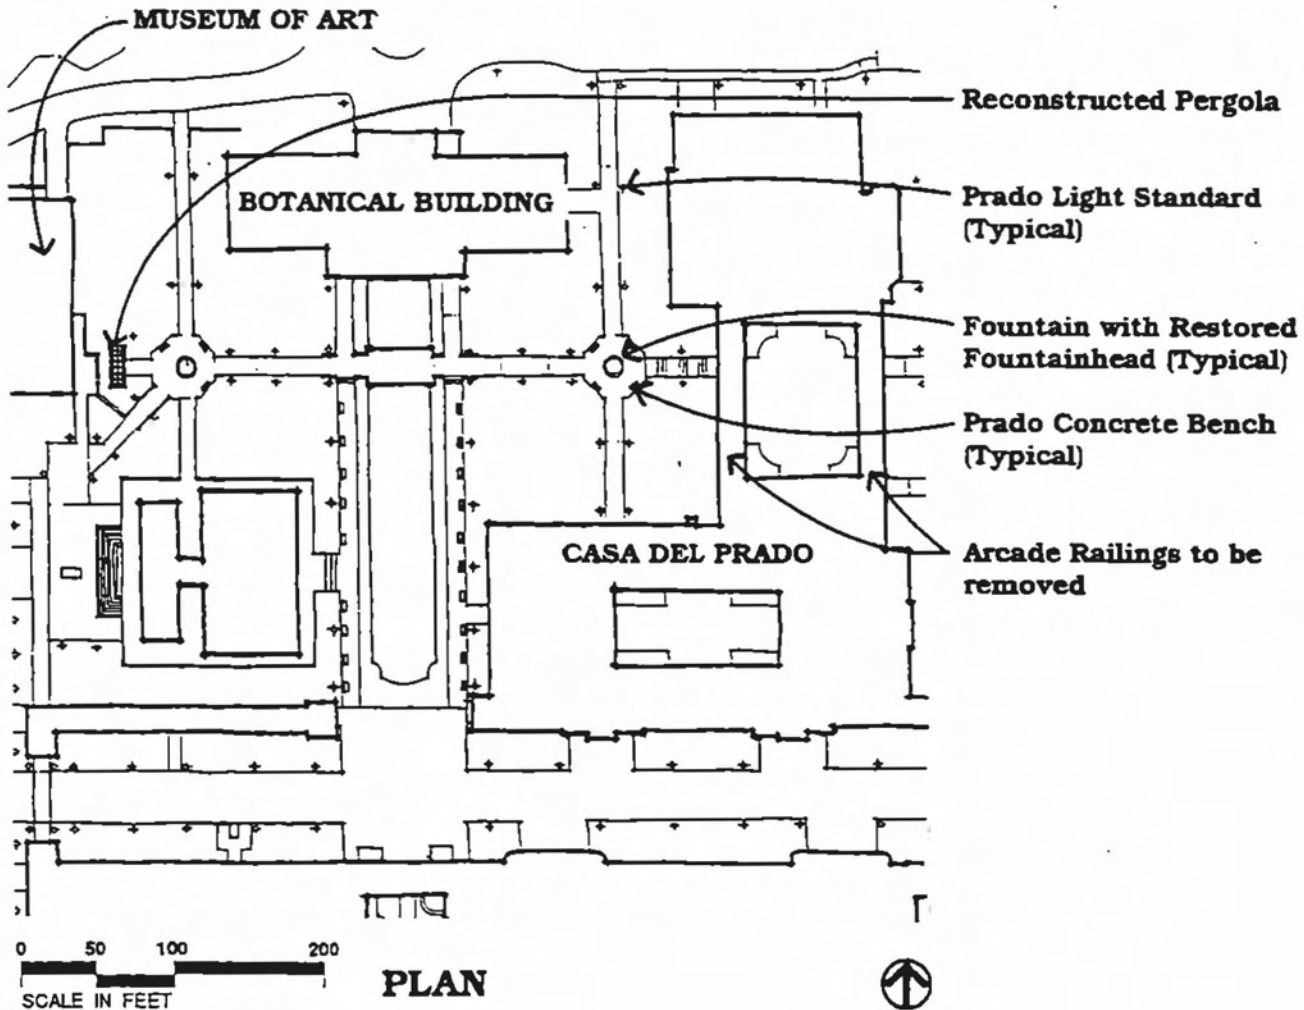 MUSEUM OF ART
Reconstructed Pergola
Prado Light Standard
(Typical)
BOTANICAL BUILDING
Fountain with Restored
Fountainhead (Typical)
Prado Concrete Bench
(Typical)
CASA DEL PRADO
Arcade Railings to be
removed
0 50 100 200
SCALE IN FEET
PLAN